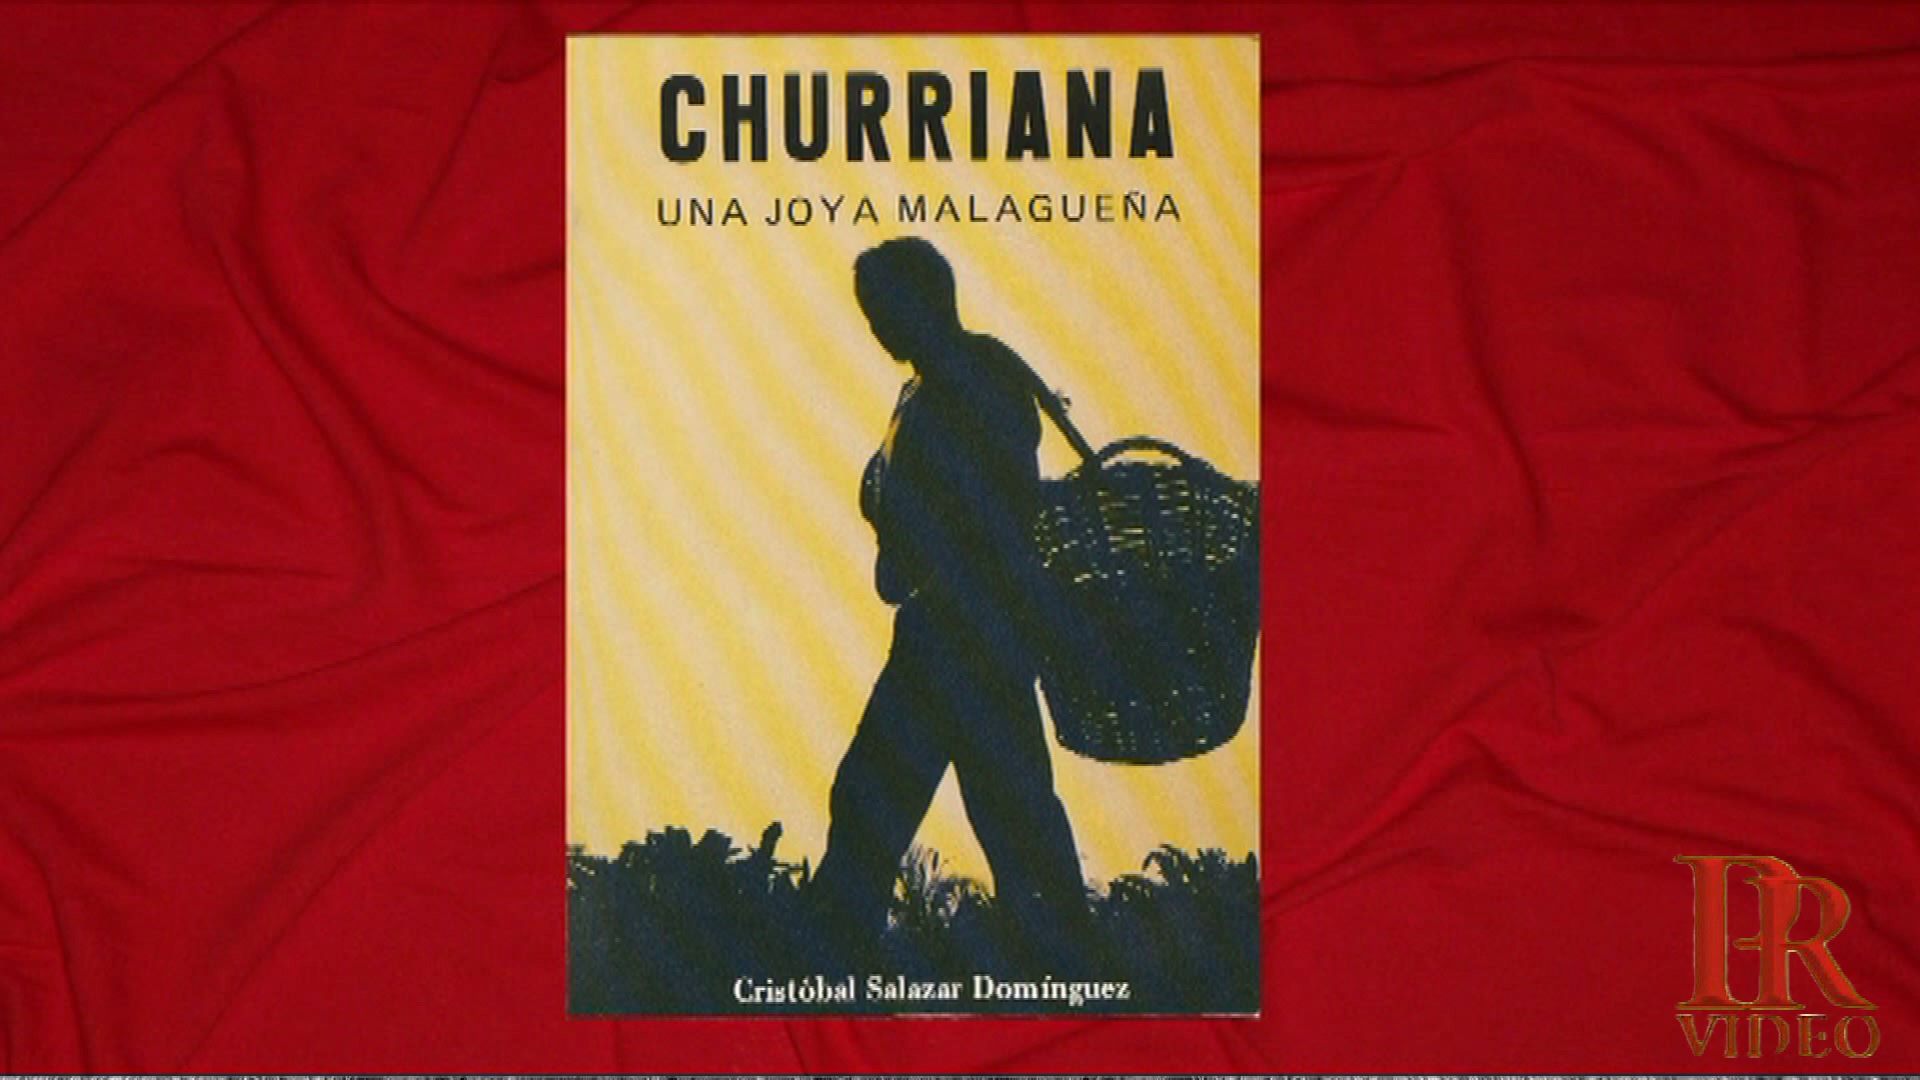 CHURRIANA
UNA JOYA MALAGUEÑA
Cristóbal Salazar Domínguez
PR
VIDEO